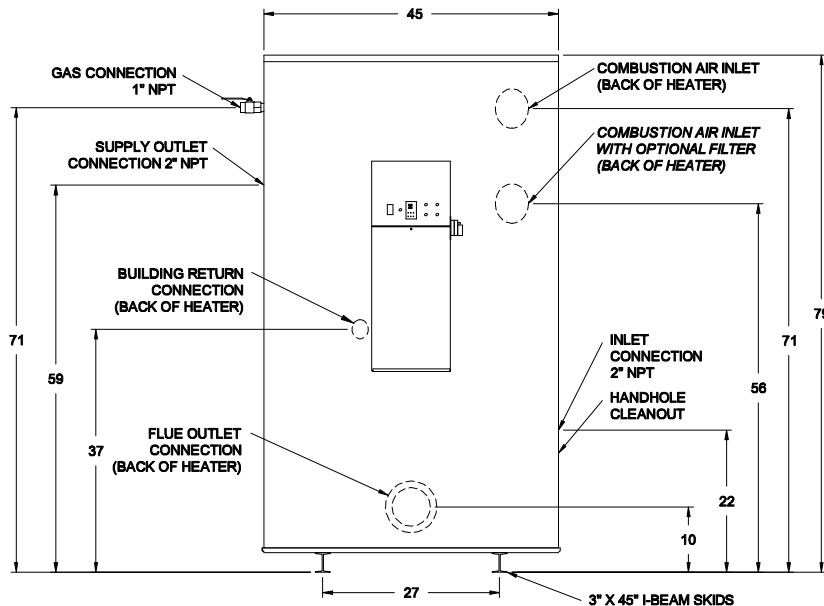 45
GAS CONNECTION
1" NPT
SUPPLY OUTLET
CONNECTION 2" NPT
COMBUSTION AIR INLET
(BACK OF HEATER)
COMBUSTION AIR INLET
WITH OPTIONAL FILTER
(BACK OF HEATER)
BUILDING RETURN
CONNECTION
(BACK OF HEATER)
71
59
37
FLUE OUTLET
CONNECTION
(BACK OF HEATER)
INLET
CONNECTION
2" NPT
HANDHOLE
CLEANOUT
79
71
56
22
10
27
3" X 45" I-BEAM SKIDS